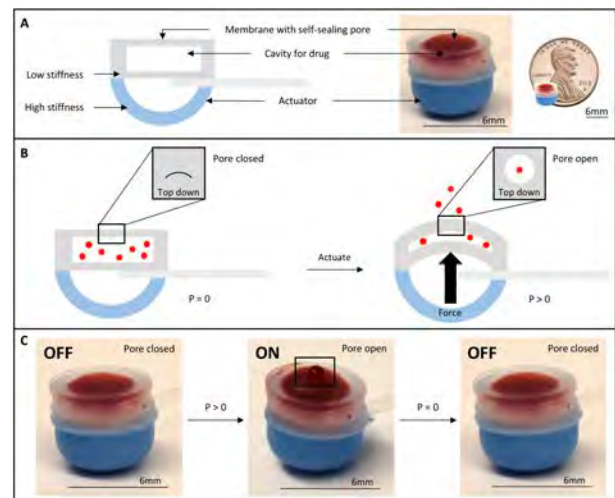 A
Membrane with self-sealing pore
Cavity for drug
Low stiffness
High stiffness
Actuator
6mm
6mm
B
Pore closed
Top down
P = 0
Actuate
Pore open
Top down
Force
P > 0
C
OFF
Pore closed
6mm
P > 0
ON
Pore open
6mm
P = 0
OFF
Pore closed
6mm